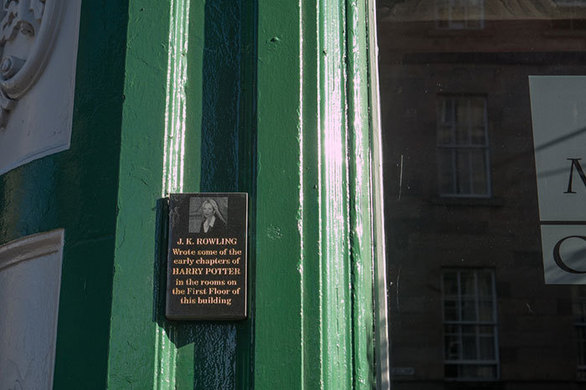 J. K. ROWLING
Wrote some of the
early chapters of
HARRY POTTER
in the rooms on
the First Floor of
this building
M
C